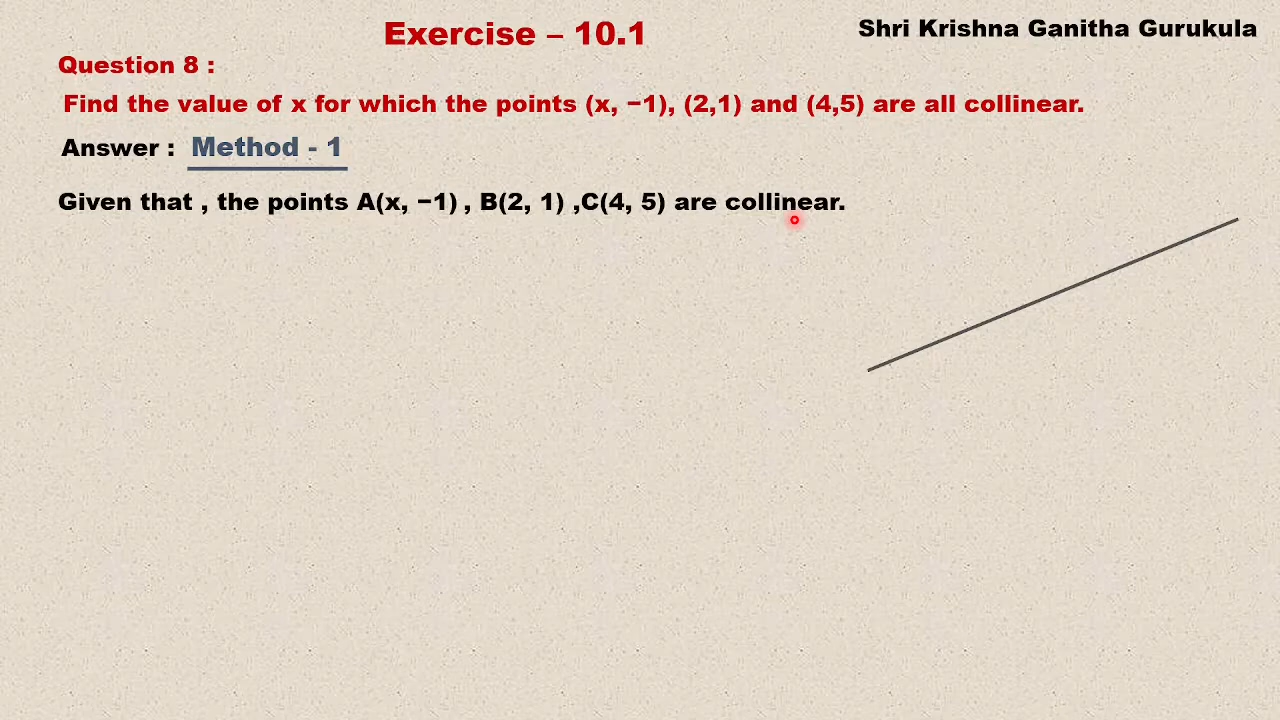 Exercise – 10.1
Shri Krishna Ganitha Gurukula
Question 8 :
Find the value of x for which the points (x, −1), (2,1) and (4,5) are all collinear.
Answer : Method - 1
Given that , the points A(x, −1) , B(2, 1) ,C(4, 5) are collinear.